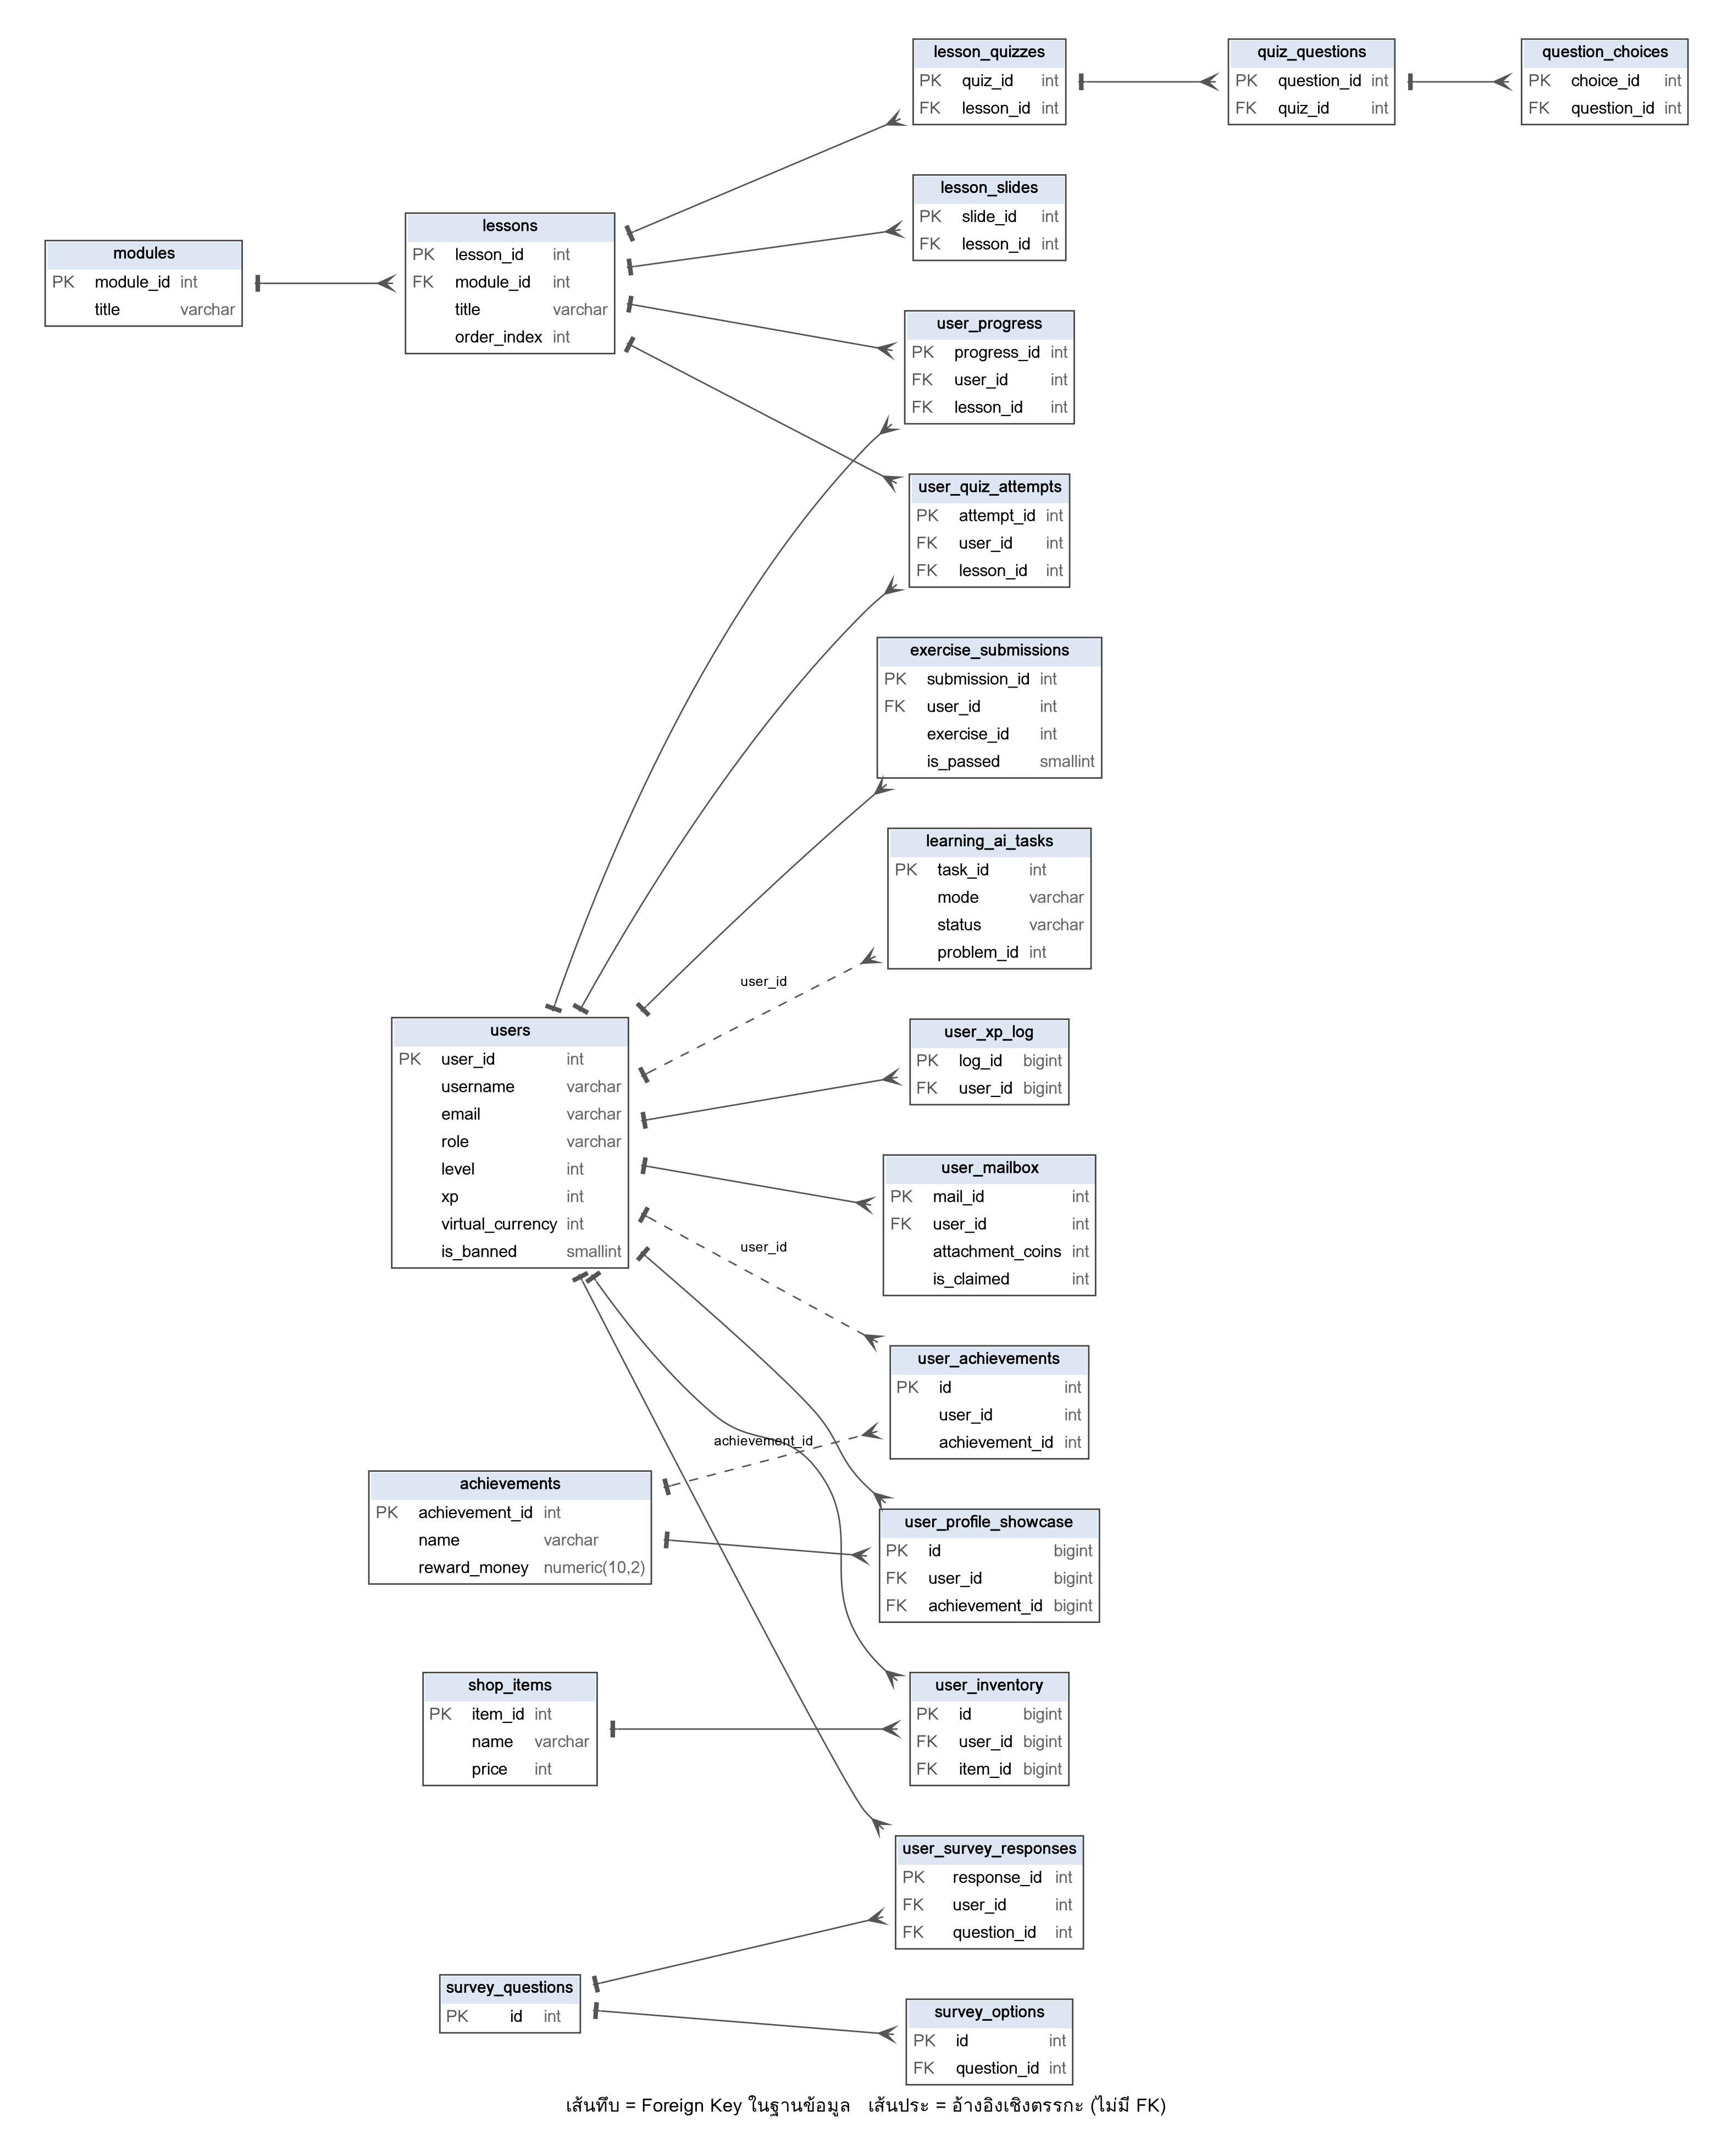 lesson_quizzes
PK quiz_id int
FK lesson_id int
quiz_questions
PK question_id int
FK quiz_id int
question_choices
PK choice_id int
FK question_id int
lesson_slides
PK slide_id int
FK lesson_id int
modules
PK module_id int
title varchar
lessons
PK lesson_id int
FK module_id int
title varchar
order_index int
user_progress
PK progress_id int
FK user_id int
FK lesson_id int
user_quiz_attempts
PK attempt_id int
FK user_id int
FK lesson_id int
exercise_submissions
PK submission_id int
FK user_id int
exercise_id int
is_passed smallint
learning_ai_tasks
PK task_id int
mode varchar
status varchar
problem_id int
user_id
users
PK user_id int
username varchar
email varchar
role varchar
level int
xp int
virtual_currency int
is_banned smallint
user_xp_log
PK log_id bigint
FK user_id bigint
user_mailbox
PK mail_id int
FK user_id int
attachment_coins int
is_claimed int
user_id
user_achievements
PK id int
user_id int
achievement_id int
achievement_id
achievements
PK achievement_id int
name varchar
reward_money numeric(10,2)
user_profile_showcase
PK id bigint
FK user_id bigint
FK achievement_id bigint
shop_items
PK item_id int
name varchar
price int
user_inventory
PK id bigint
FK user_id bigint
FK item_id bigint
user_survey_responses
PK response_id int
FK user_id int
FK question_id int
survey_questions
PK id int
survey_options
PK id int
FK question_id int
เส้นทึบ = Foreign Key ในฐานข้อมูล เส้นประ = อ้างอิงเชิงตรรกะ (ไม่มี FK)